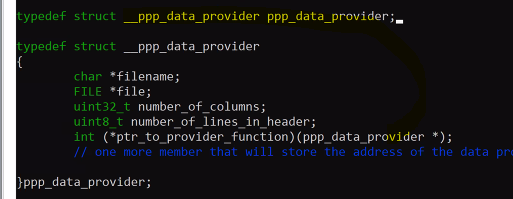 typedef struct __ppp_data_provider ppp_data_provider;
typedef struct __ppp_data_provider
{
char *filename;
FILE *file;
uint32_t number_of_columns;
uint8_t number_of_lines_in_header;
int (*ptr_to_provider_function)(ppp_data_provider *);
// one more member that will store the address of the data pro
}ppp_data_provider;